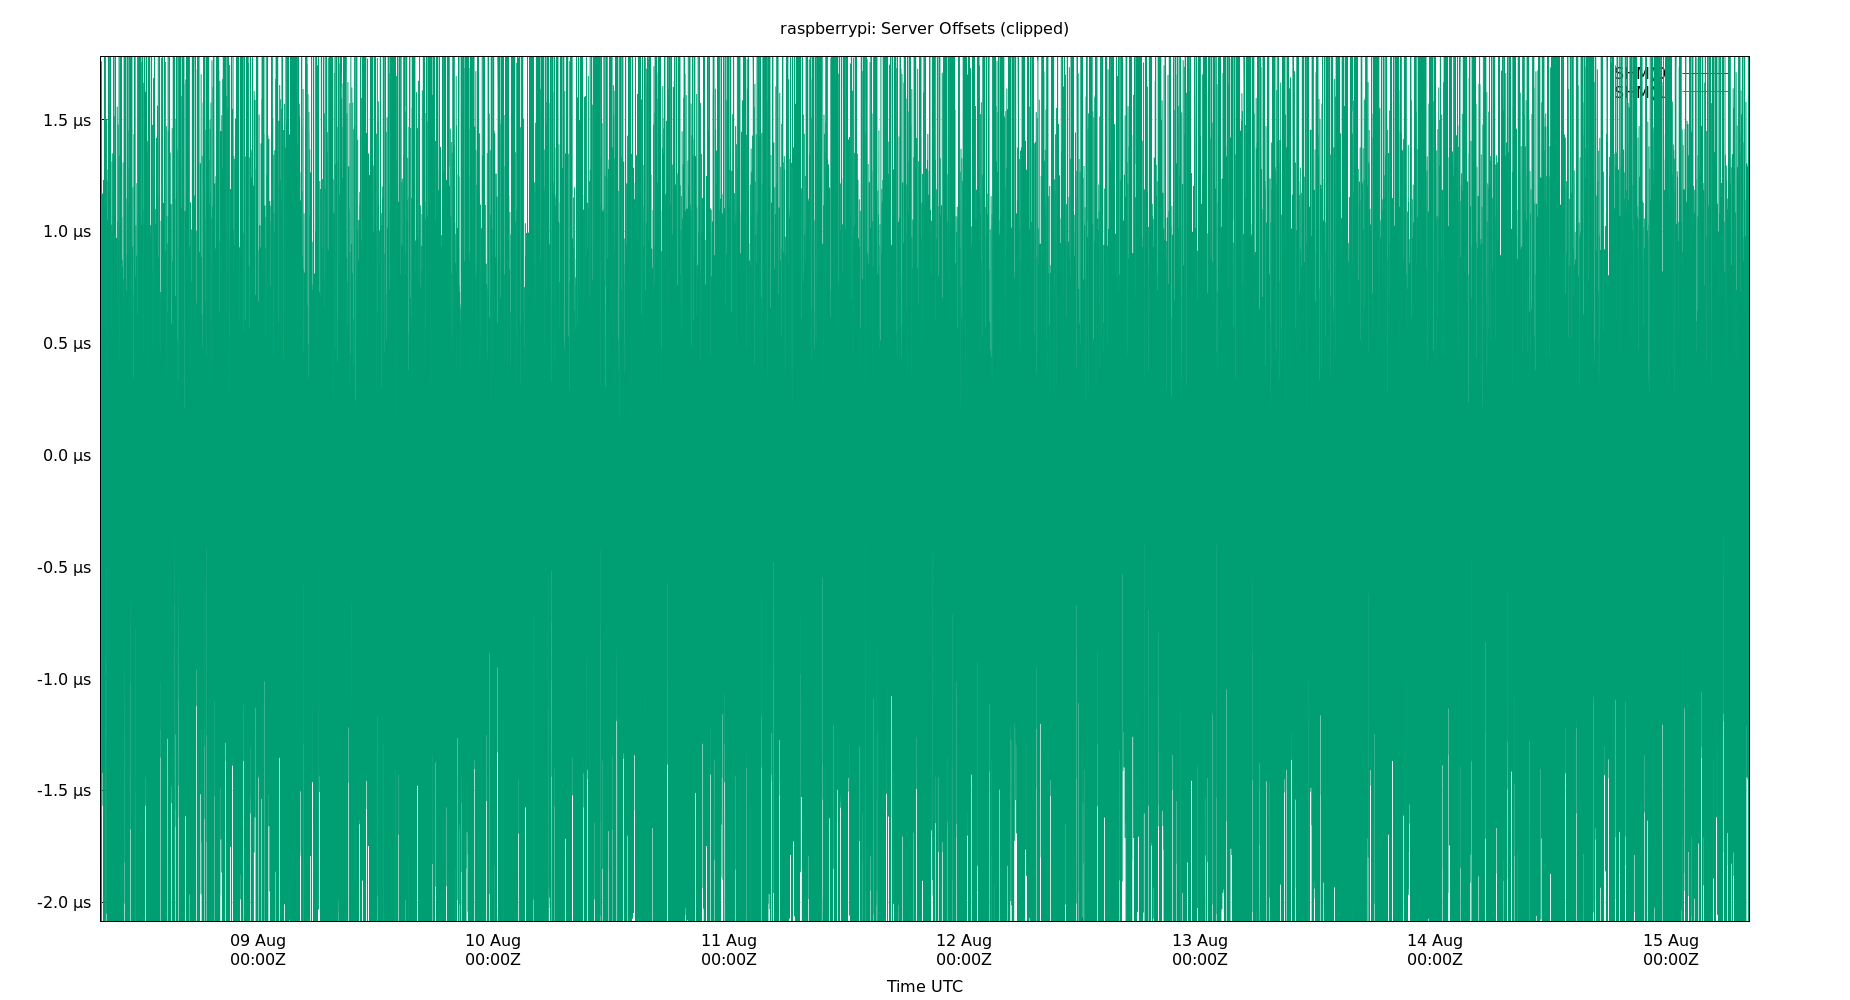 raspberrypi: Server Offsets (clipped)
1.5 µs
1.0 µs
0.5 µs
0.0 µs
-0.5 µs
-1.0 µs
-1.5 µs
-2.0 µs
09 Aug
00:00Z
10 Aug
00:00Z
11 Aug
00:00Z
12 Aug
00:00Z
13 Aug
00:00Z
14 Aug
00:00Z
15 Aug
00:00Z
Time UTC